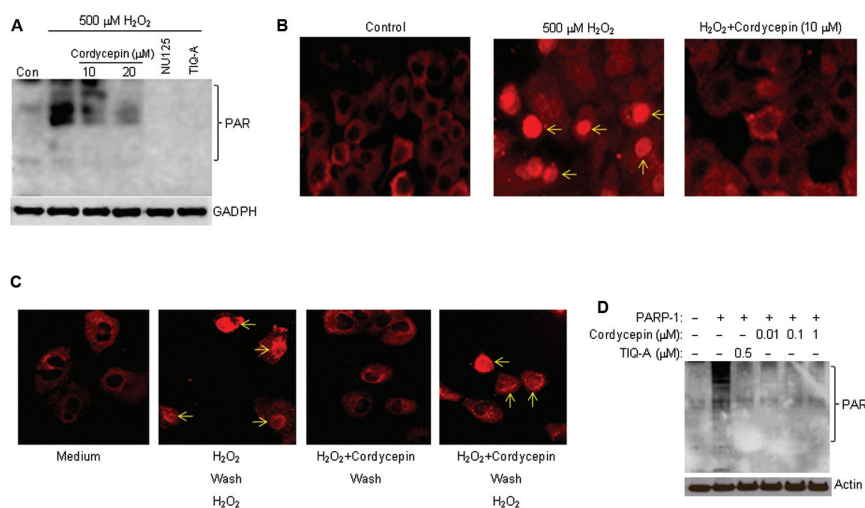 A
500 µM H₂O₂
Cordycepin (µM)
Con 10 20 NU125 TIQ-A
PAR
GADPH
B
Control 500 µM H₂O₂ H₂O₂+Cordycepin (10 µM)
C
Medium H₂O₂ H₂O₂+Cordycepin H₂O₂+Cordycepin
Wash Wash Wash
H₂O₂ H₂O₂
D
PARP-1: – + + + + +
Cordycepin (µM): – – – 0.01 0.1 1
TIQ-A (µM): – – 0.5 – – –
PAR
Actin